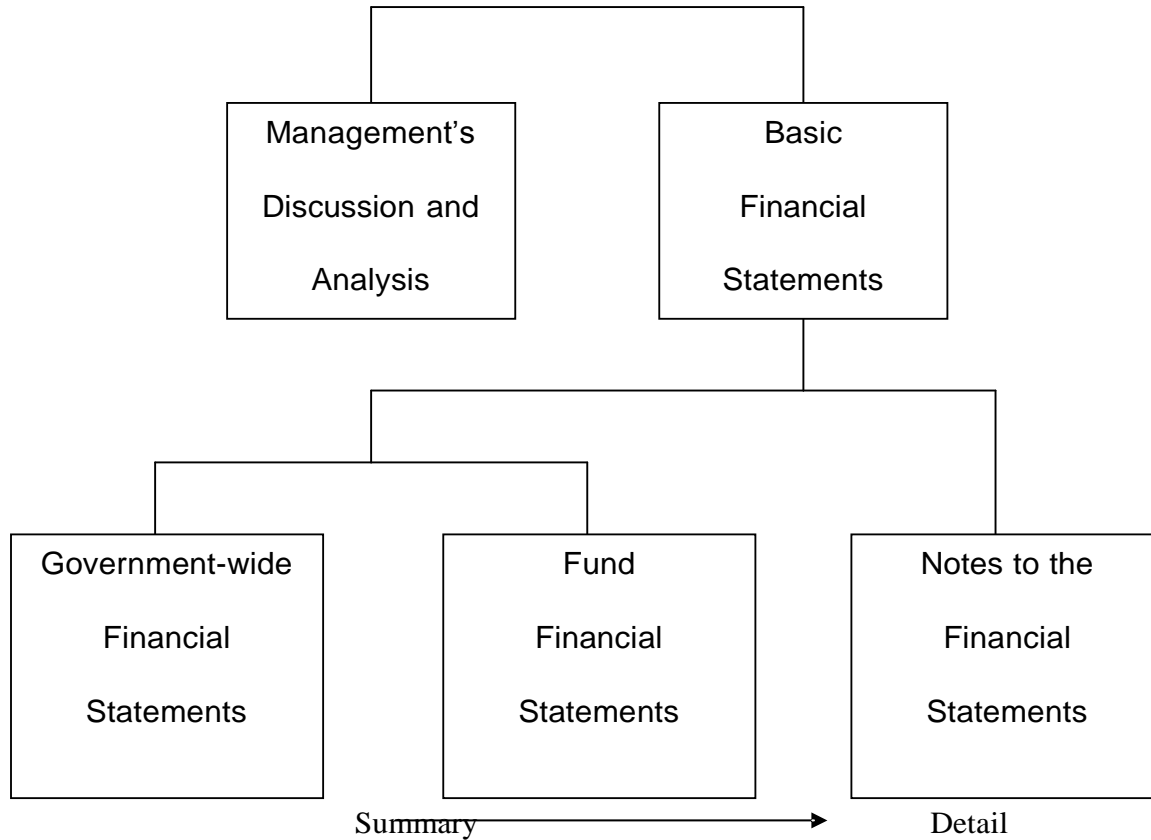 Management’s
Discussion and
Analysis
Basic
Financial
Statements
Government-wide
Financial
Statements
Fund
Financial
Statements
Notes to the
Financial
Statements
Summary
Detail